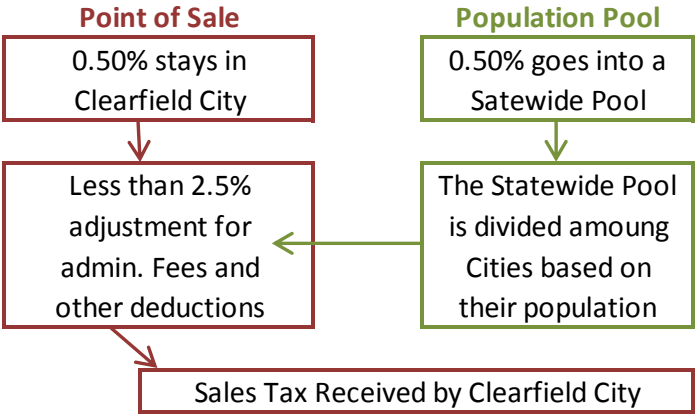 Point of Sale
0.50% stays in
Clearfield City
Less than 2.5%
adjustment for
admin. Fees and
other deductions
Population Pool
0.50% goes into a
Satewide Pool
The Statewide Pool
is divided amoung
Cities based on
their population
Sales Tax Received by Clearfield City